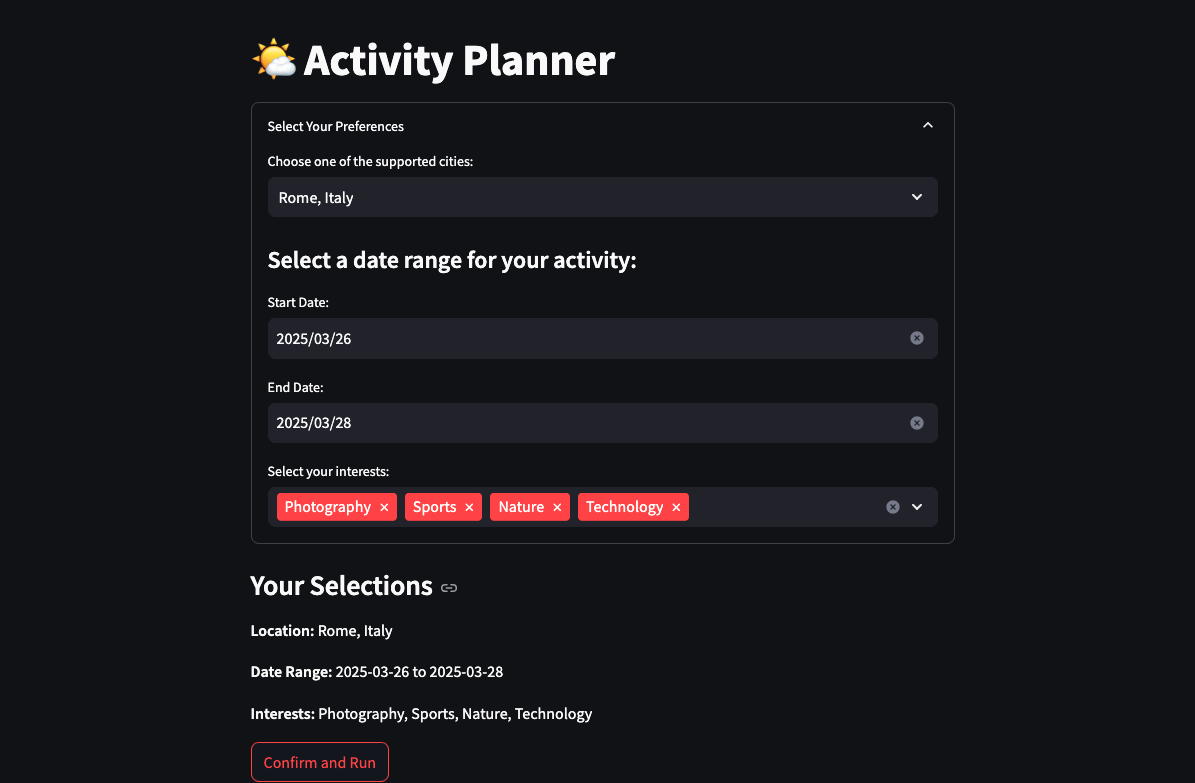 Activity Planner
Select Your Preferences
Choose one of the supported cities:
Rome, Italy
Select a date range for your activity:
Start Date:
2025/03/26
End Date:
2025/03/28
Select your interests:
Photography Sports Nature Technology
Your Selections
Location: Rome, Italy
Date Range: 2025-03-26 to 2025-03-28
Interests: Photography, Sports, Nature, Technology
Confirm and Run